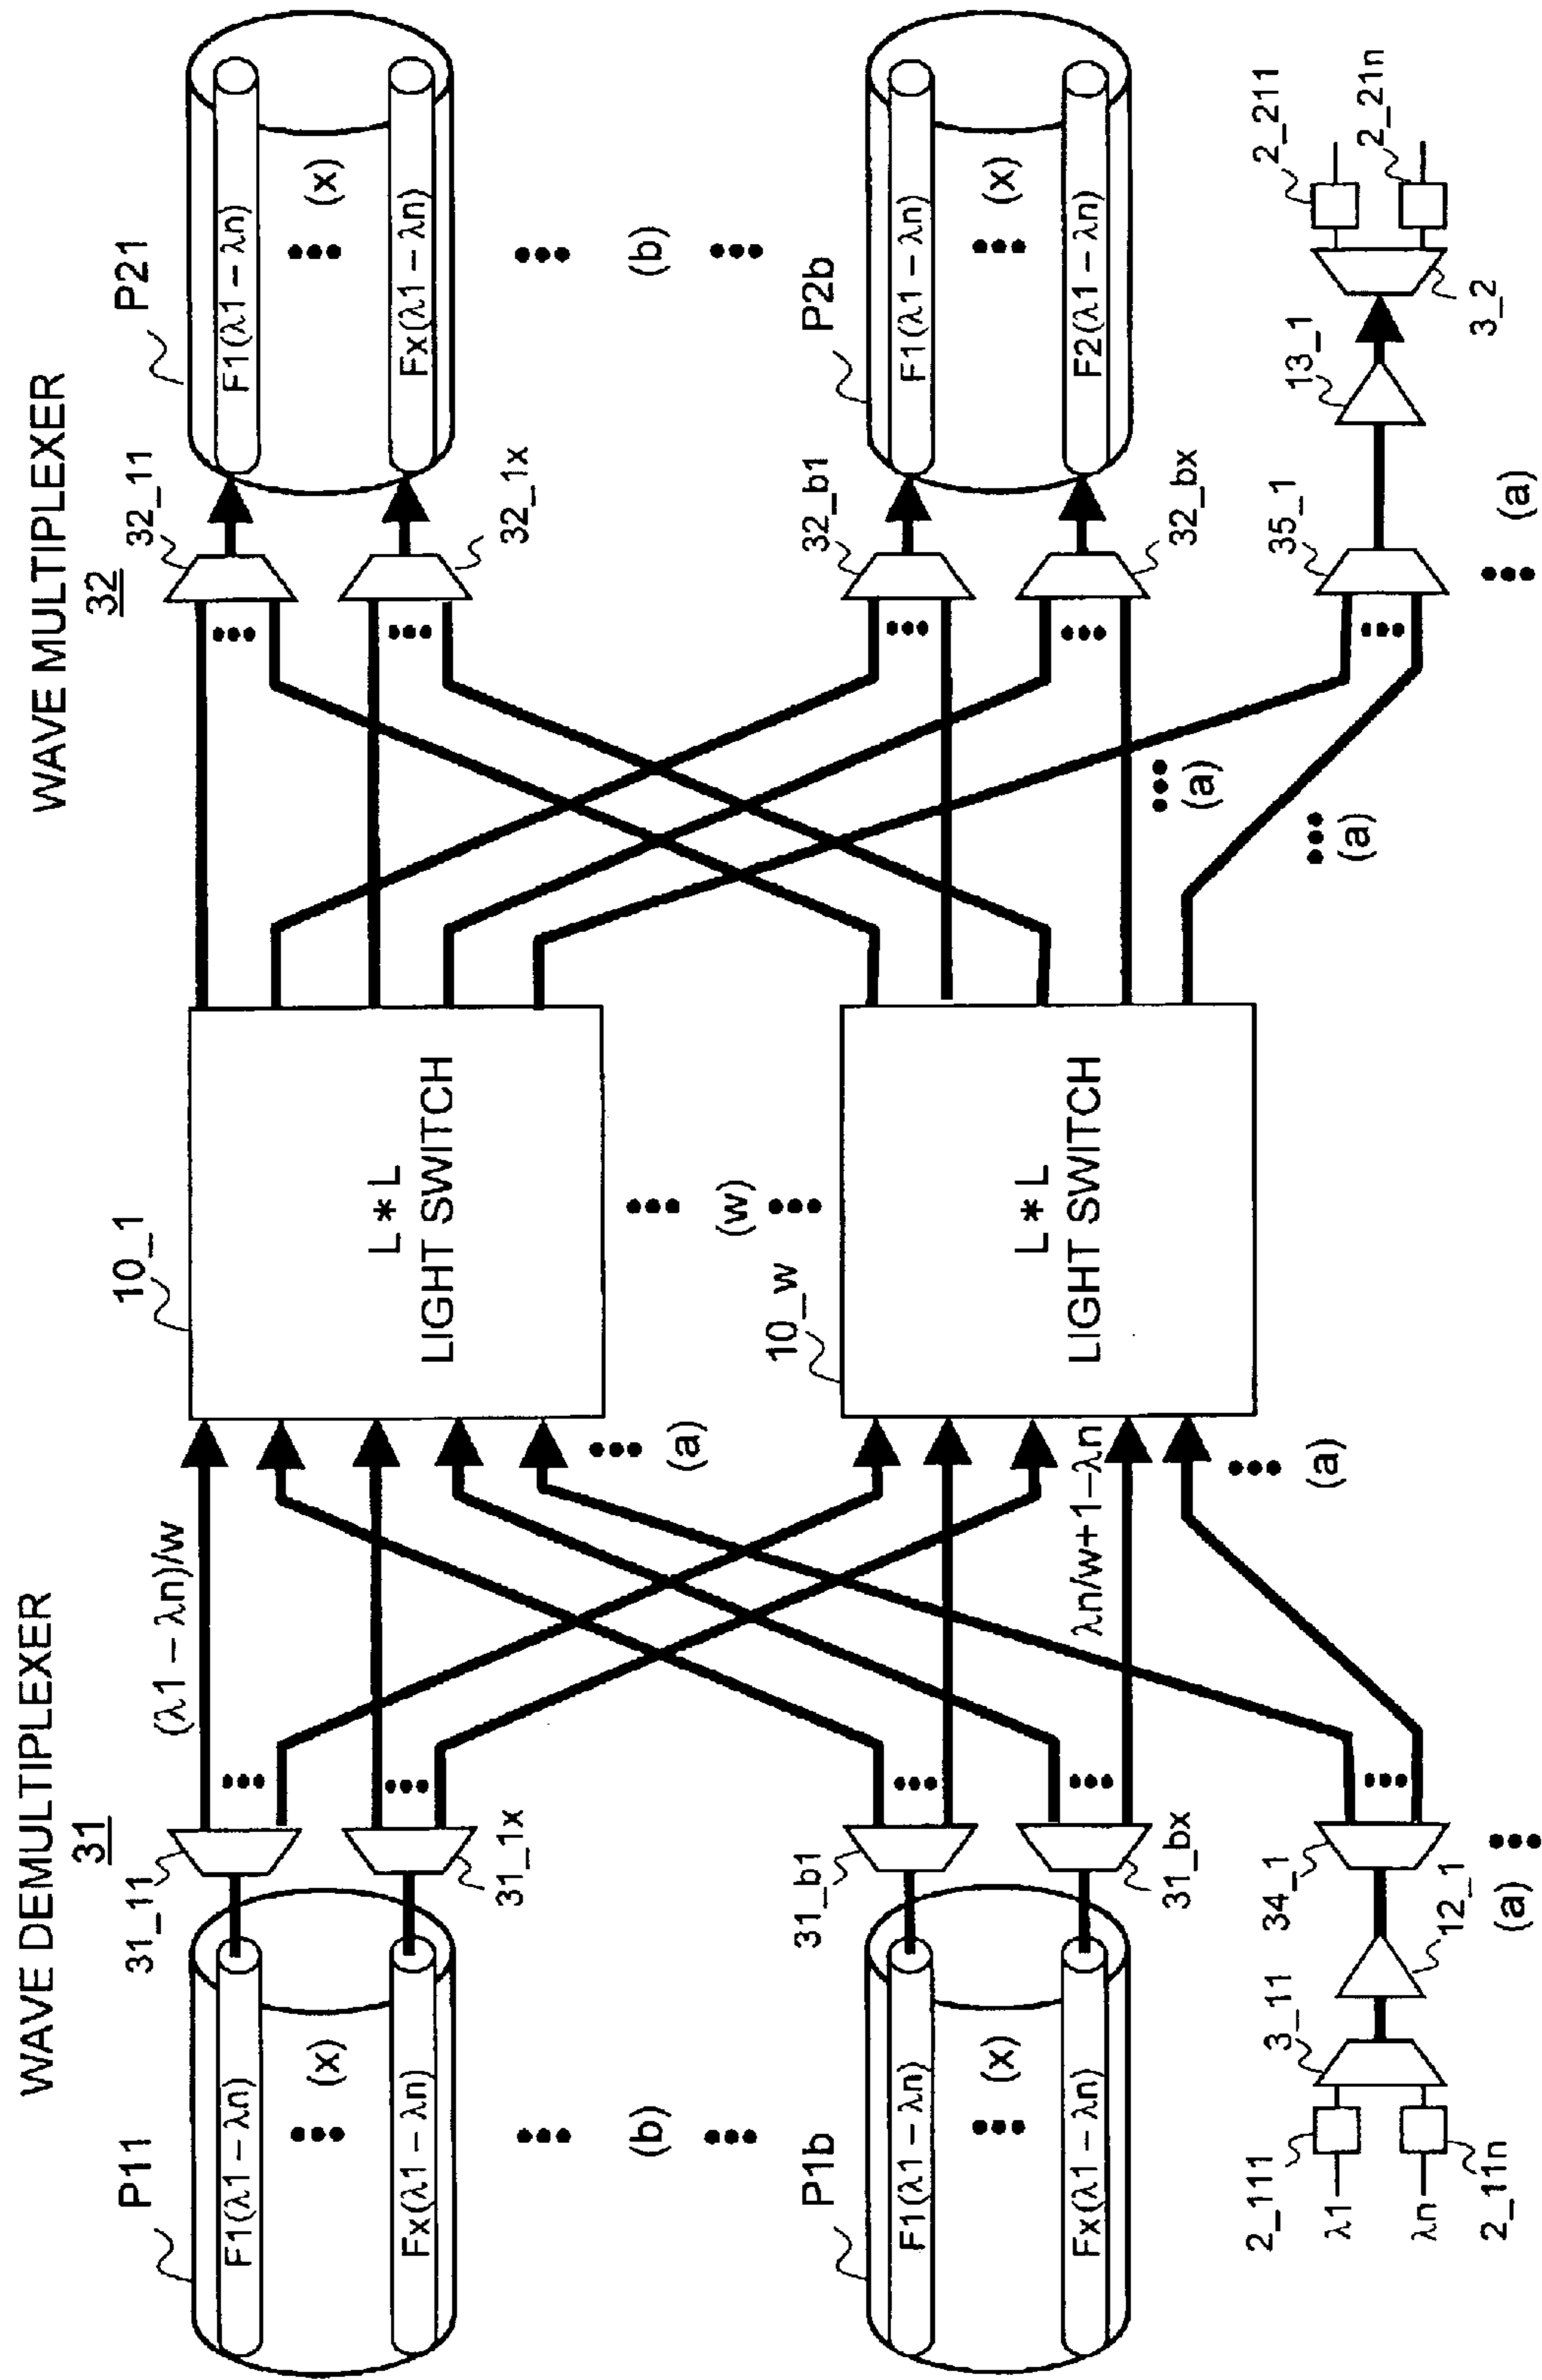 WAVE DEMULTIPLEXER
31
WAVE MULTIPLEXER
32
P11
F1(λ1−λn)
(x)
Fx(λ1−λn)
31_11
31_1x
(λ1−λn)/w
10_1
L*L
LIGHT SWITCH
(a)
32_11
32_1x
P21
F1(λ1−λn)
(x)
Fx(λ1−λn)
(b)
(w)
(b)
P1b
F1(λ1−λn)
(x)
Fx(λ1−λn)
31_b1
31_bx
λn/w+1−λn
10_w
L*L
LIGHT SWITCH
(a)
(a)
(a)
32_b1
32_bx
P2b
F1(λ1−λn)
(x)
F2(λ1−λn)
2_111
λ1
λn
2_11n
3_11
12_1
34_1
(a)
35_1
(a)
13_1
3_2
2_211
2_21n